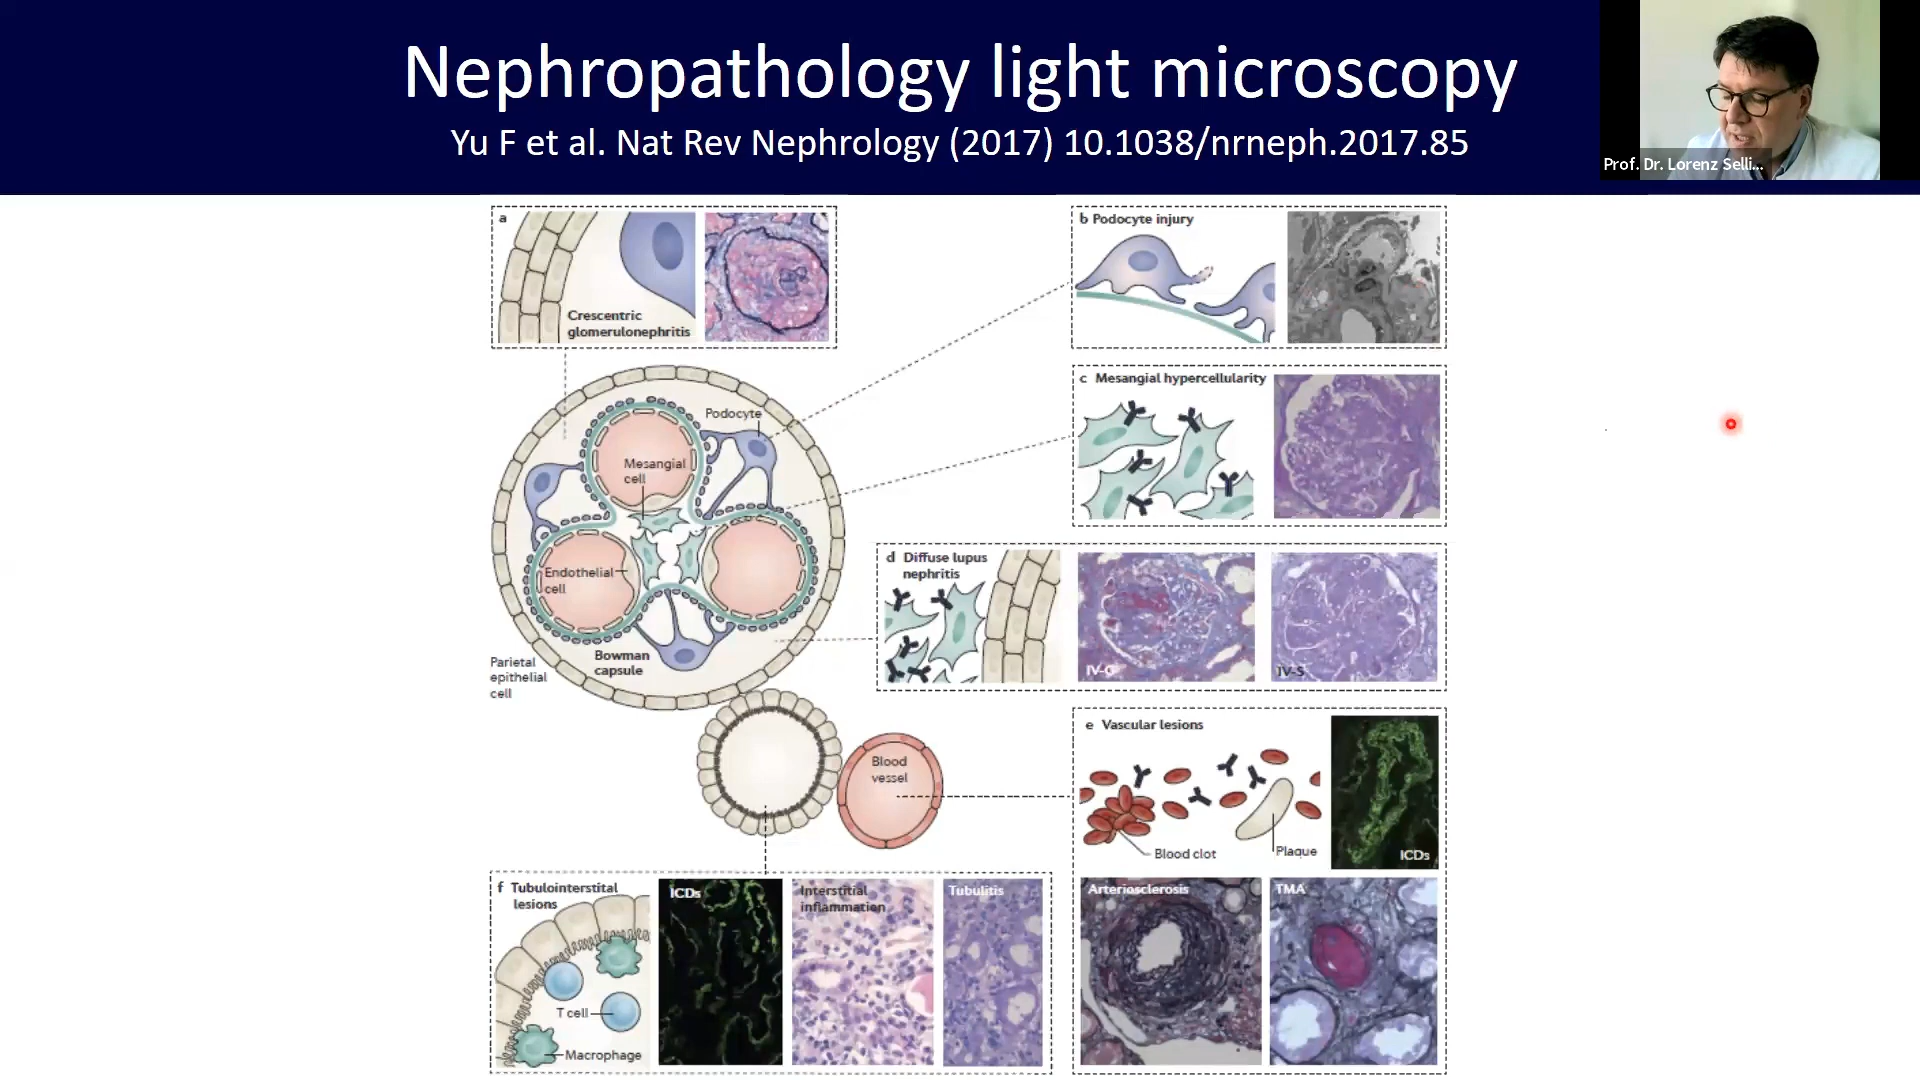 Nephropathology light microscopy
Yu F et al. Nat Rev Nephrology (2017) 10.1038/nrneph.2017.85
Prof. Dr. Lorenz Selli...
a
Crescentric
glomerulonephritis
b Podocyte injury
c Mesangial hypercellularity
Podocyte
Mesangial
cell
Endothelial
cell
Bowman
capsule
Parietal
epithelial
cell
d Diffuse lupus
nephritis
IV-G
IV-S
Blood
vessel
e Vascular lesions
Blood clot
Plaque
ICDs
Arteriosclerosis
TMA
f Tubulointerstital
lesions
T cell
Macrophage
ICDs
Interstitial
inflammation
Tubulitis